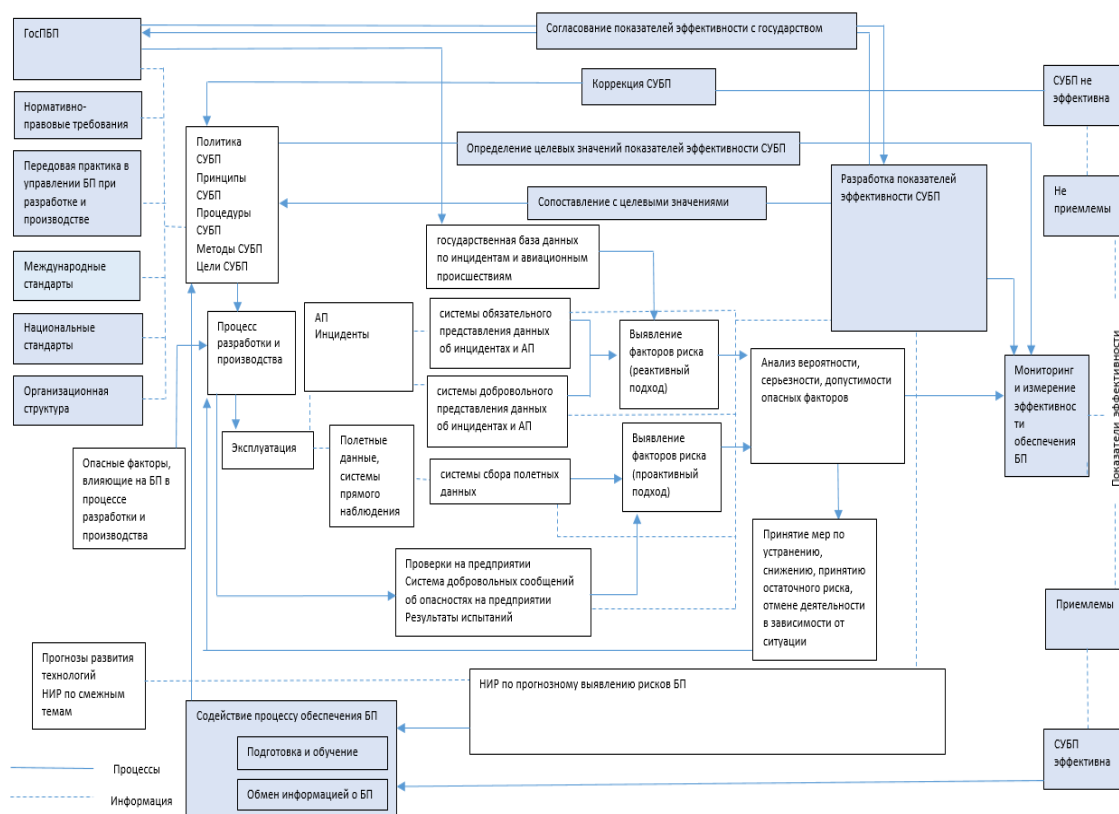 ГосПБП
Согласование показателей эффективности с государством
Коррекция СУБП
СУБП не
эффективна
Нормативно-
правовые требования
Политика
СУБП
Принципы
СУБП
Процедуры
СУБП
Методы СУБП
Цели СУБП
Определение целевых значений показателей эффективности СУБП
Передовая практика в
управлении БП при
разработке и
производстве
Разработка показателей
эффективности СУБП
Не
приемлемы
Сопоставление с целевыми значениями
государственная база данных
по инцидентам и авиационным
происшествиям
Международные
стандарты
Национальные
стандарты
Организационная
структура
Процесс
разработки и
производства
АП
Инциденты
системы обязательного
представления данных
об инцидентах и АП
Выявление
факторов риска
(реактивный
подход)
Анализ вероятности,
серьезности, допустимости
опасных факторов
Мониторинг
и измерение
эффективнос
ти
обеспечения
БП
Показатели эффективности
системы добровольного
представления данных
об инцидентах и АП
Эксплуатация
Полетные
данные,
системы
прямого
наблюдения
системы сбора полетных
данных
Выявление
факторов риска
(проактивный
подход)
Опасные факторы,
влияющие на БП в
процессе
разработки и
производства
Принятие мер по
устранению,
снижению, принятию
остаточного риска,
отмене деятельности
в зависимости от
ситуации
Проверки на предприятии
Система добровольных сообщений
об опасностях на предприятии
Результаты испытаний
Приемлемы
Прогнозы развития
технологий
НИР по смежным
темам
НИР по прогнозному выявлению рисков БП
Содействие процессу обеспечения БП
Подготовка и обучение
Обмен информацией о БП
СУБП
эффективна
Процессы
Информация